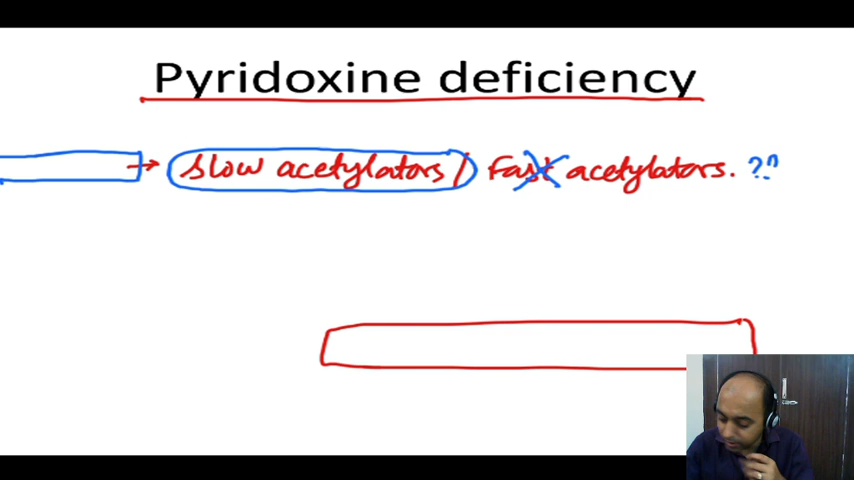 Pyridoxine deficiency
→ Slow acetylators / Fast acetylators. ??